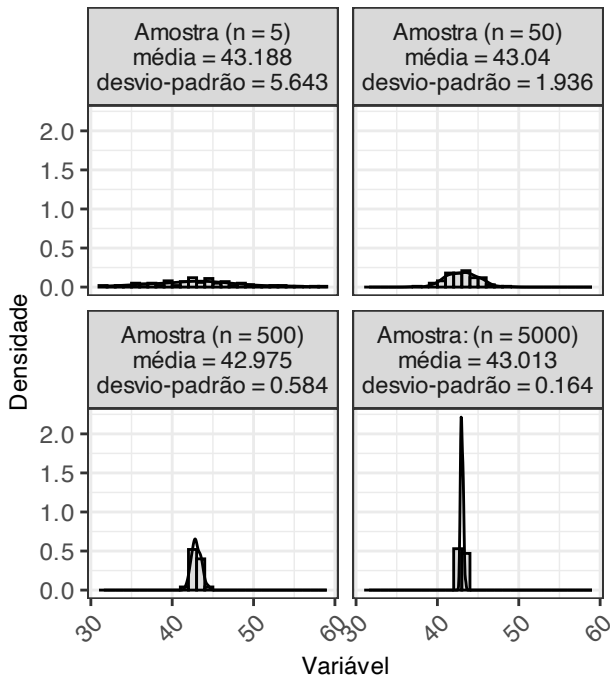 Amostra (n = 5)
média = 43.188
desvio-padrão = 5.643
Amostra (n = 50)
média = 43.04
desvio-padrão = 1.936
2.0
1.5
1.0
0.5
0.0
Densidade
Amostra (n = 500)
média = 42.975
desvio-padrão = 0.584
Amostra: (n = 5000)
média = 43.013
desvio-padrão = 0.164
2.0
1.5
1.0
0.5
0.0
30 40 50 60 30 40 50 60
Variável